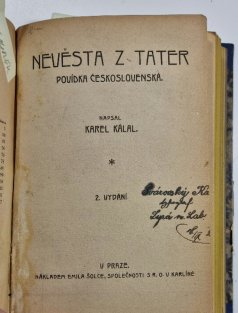 NEVĚSTA Z TATER
POVÍDKA ČESKOSLOVENSKÁ.
NAPSAL
KAREL KÁLAL.
*
2. VYDÁNÍ
U PRAZE.
NÁKLADEM EMILA ŠOLCE, SPOLEČNOSTI S R. O. U KARLÍNĚ